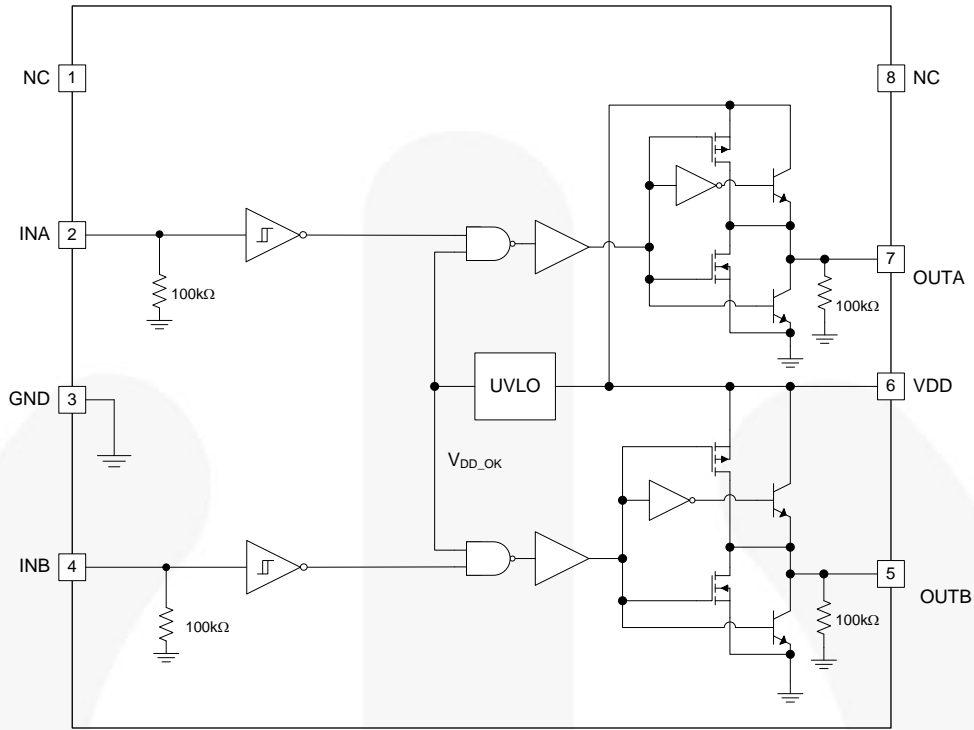 NC 1
8 NC
INA 2
100kΩ
7 OUTA
100kΩ
GND 3
UVLO
6 VDD
VDD_OK
INB 4
100kΩ
5 OUTB
100kΩ